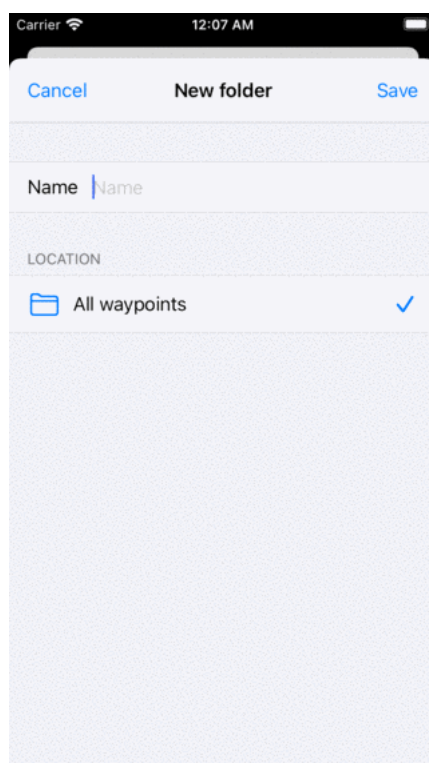 Carrier 12:07 AM
Cancel New folder Save
Name Name
LOCATION
All waypoints